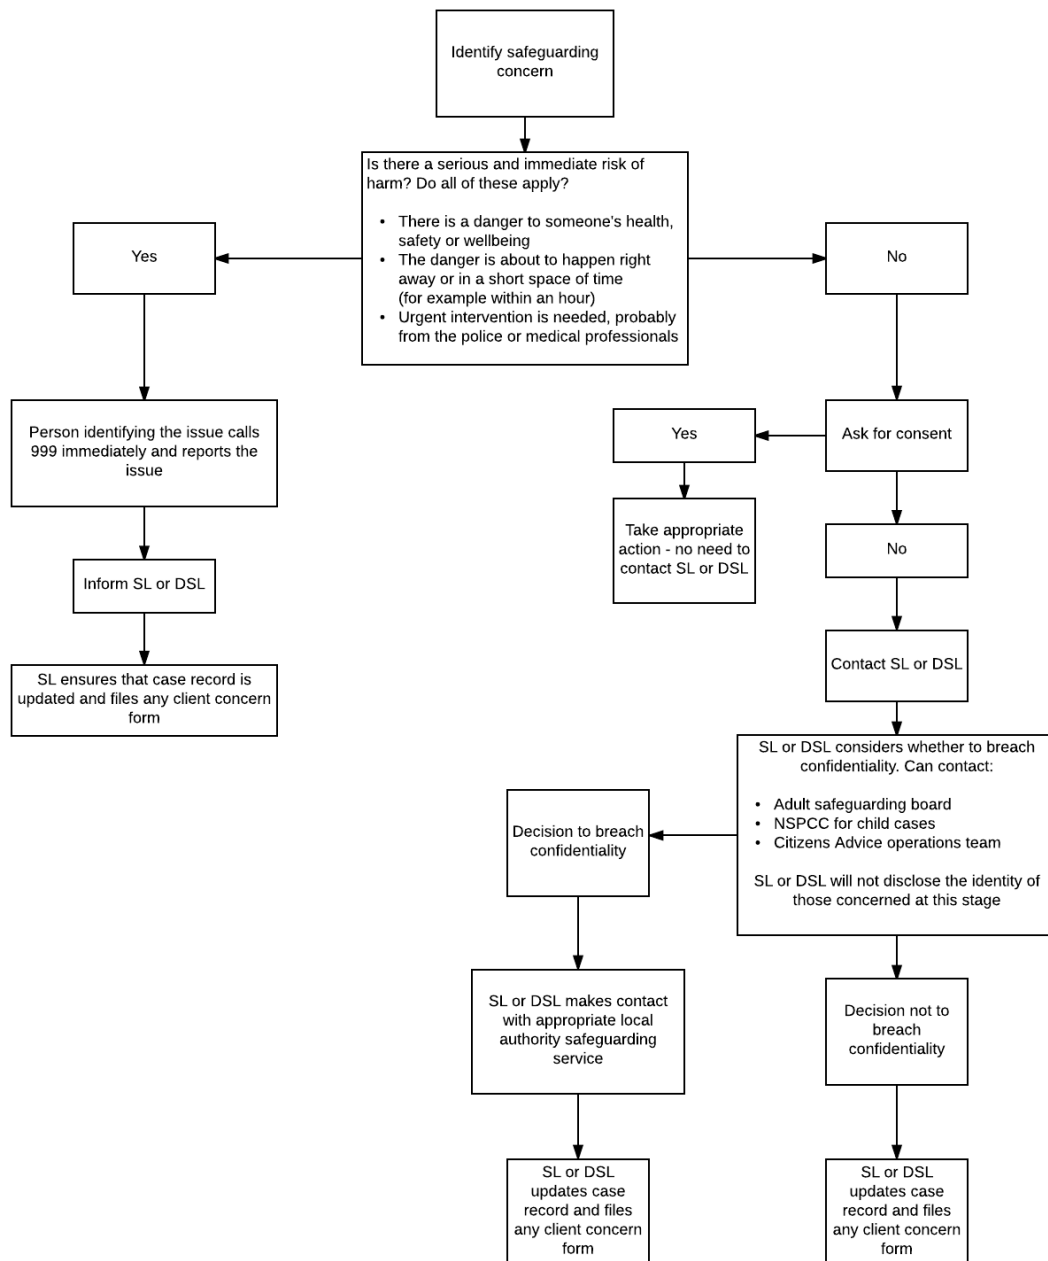 Identify safeguarding
concern
Is there a serious and immediate risk of
harm? Do all of these apply?
• There is a danger to someone's health,
safety or wellbeing
• The danger is about to happen right
away or in a short space of time
(for example within an hour)
• Urgent intervention is needed, probably
from the police or medical professionals
Yes
No
Person identifying the issue calls
999 immediately and reports the
issue
Inform SL or DSL
SL ensures that case record is
updated and files any client concern
form
Ask for consent
Yes
Take appropriate
action - no need to
contact SL or DSL
No
Contact SL or DSL
SL or DSL considers whether to breach
confidentiality. Can contact:
• Adult safeguarding board
• NSPCC for child cases
• Citizens Advice operations team
SL or DSL will not disclose the identity of
those concerned at this stage
Decision to breach
confidentiality
SL or DSL makes contact
with appropriate local
authority safeguarding
service
SL or DSL
updates case
record and files
any client concern
form
Decision not to
breach
confidentiality
SL or DSL
updates case
record and files
any client concern
form